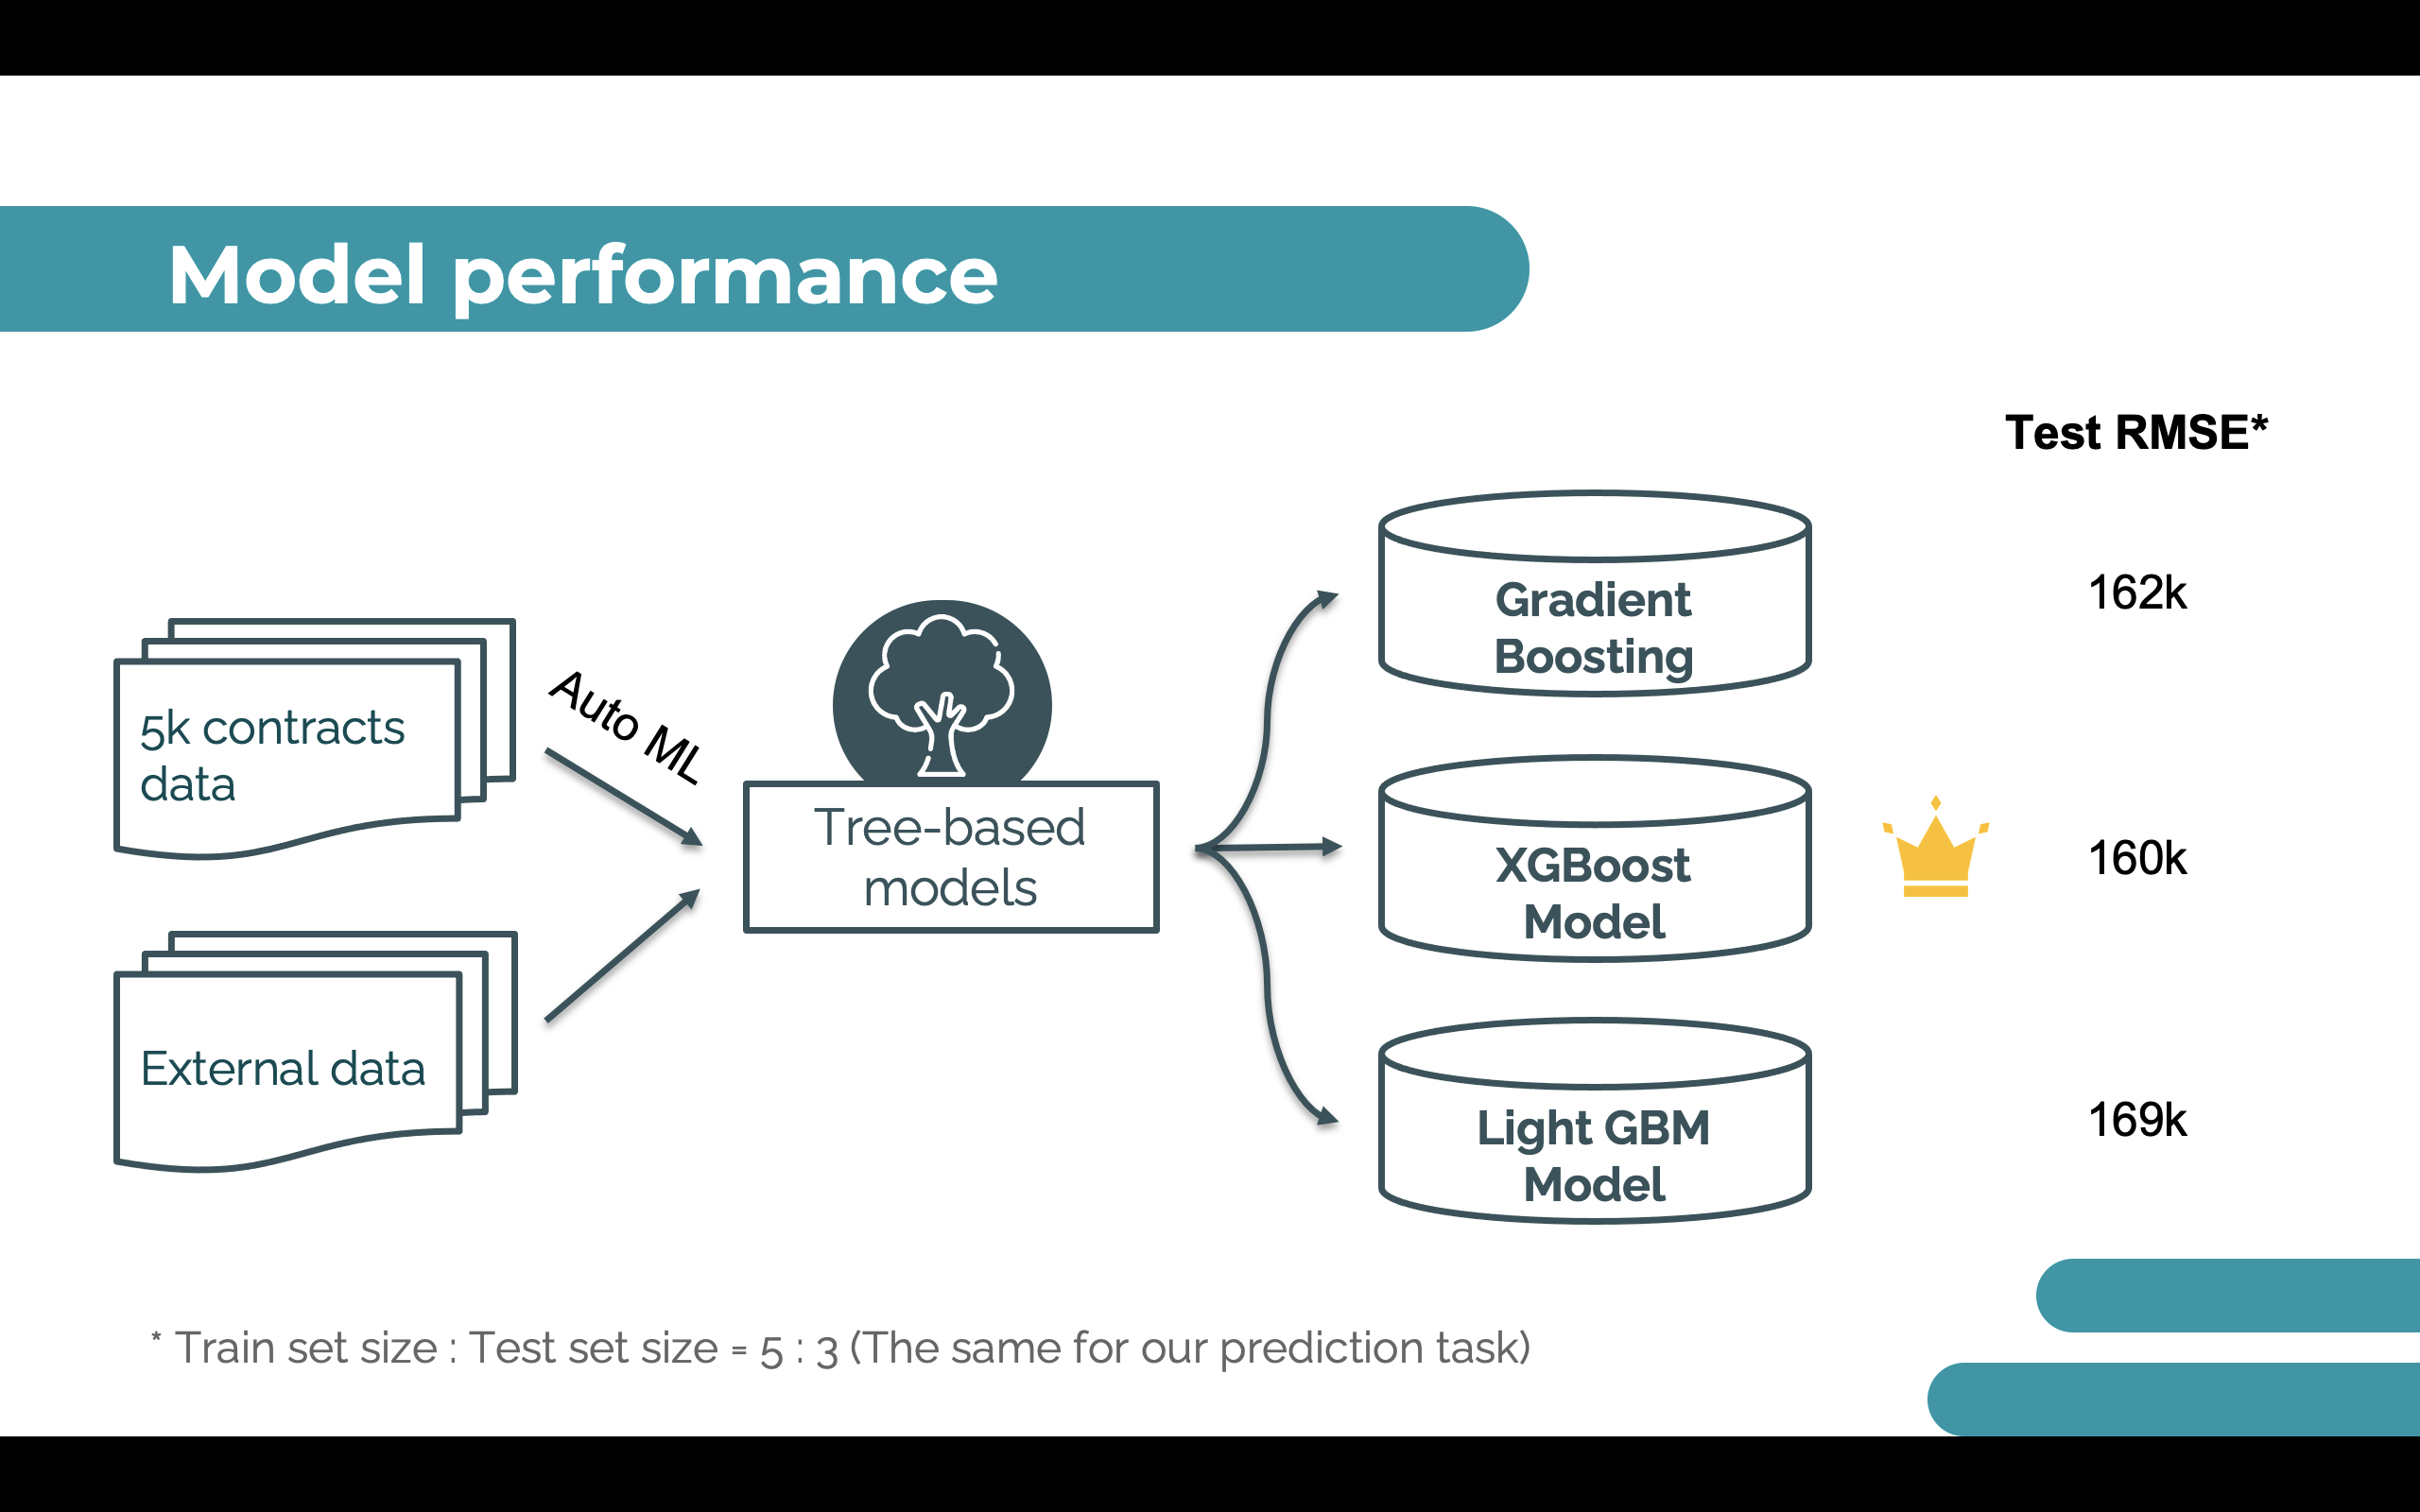 Model performance
Test RMSE*
Gradient
Boosting
162k
5k contracts
data
Auto ML
Tree-based
models
XGBoost
Model
160k
External data
Light GBM
Model
169k
* Train set size : Test set size = 5 : 3 (The same for our prediction task)